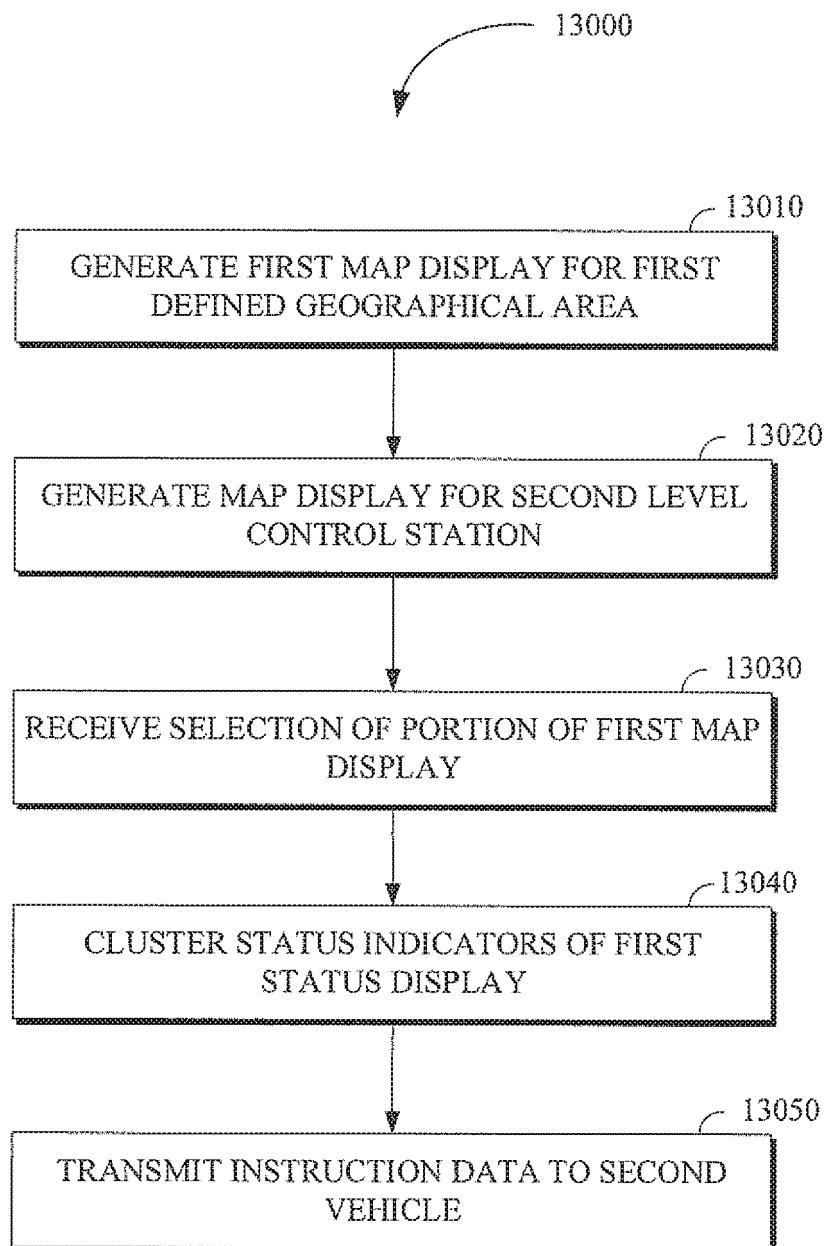 13000
13010
GENERATE FIRST MAP DISPLAY FOR FIRST
DEFINED GEOGRAPHICAL AREA
13020
GENERATE MAP DISPLAY FOR SECOND LEVEL
CONTROL STATION
13030
RECEIVE SELECTION OF PORTION OF FIRST MAP
DISPLAY
13040
CLUSTER STATUS INDICATORS OF FIRST
STATUS DISPLAY
13050
TRANSMIT INSTRUCTION DATA TO SECOND
VEHICLE